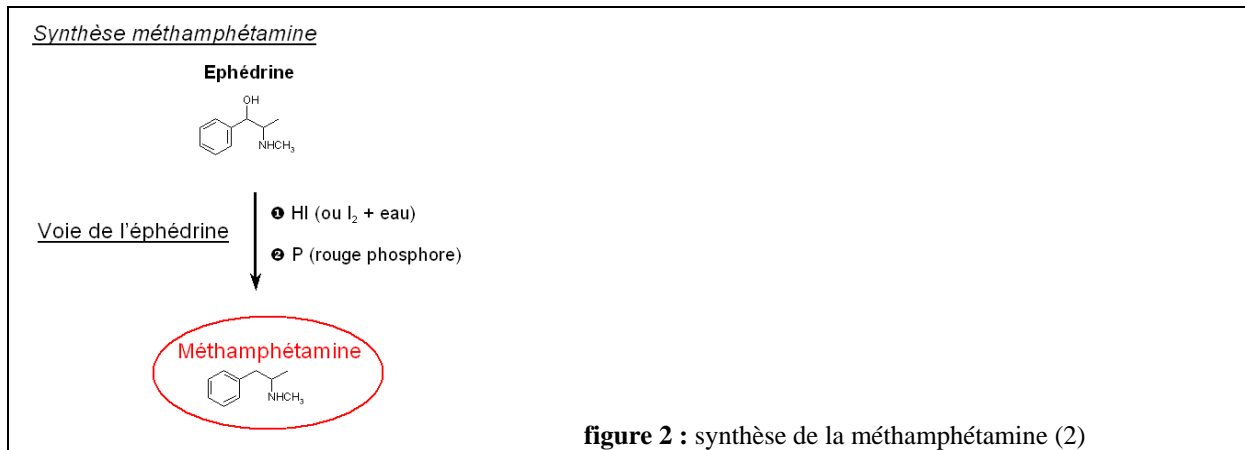 Synthèse méthamphétamine
Ephédrine
OH
NHCH₃
Voie de l'éphédrine
❶ HI (ou I₂ + eau)
❷ P (rouge phosphore)
Méthamphétamine
NHCH₃
figure 2 : synthèse de la méthamphétamine (2)